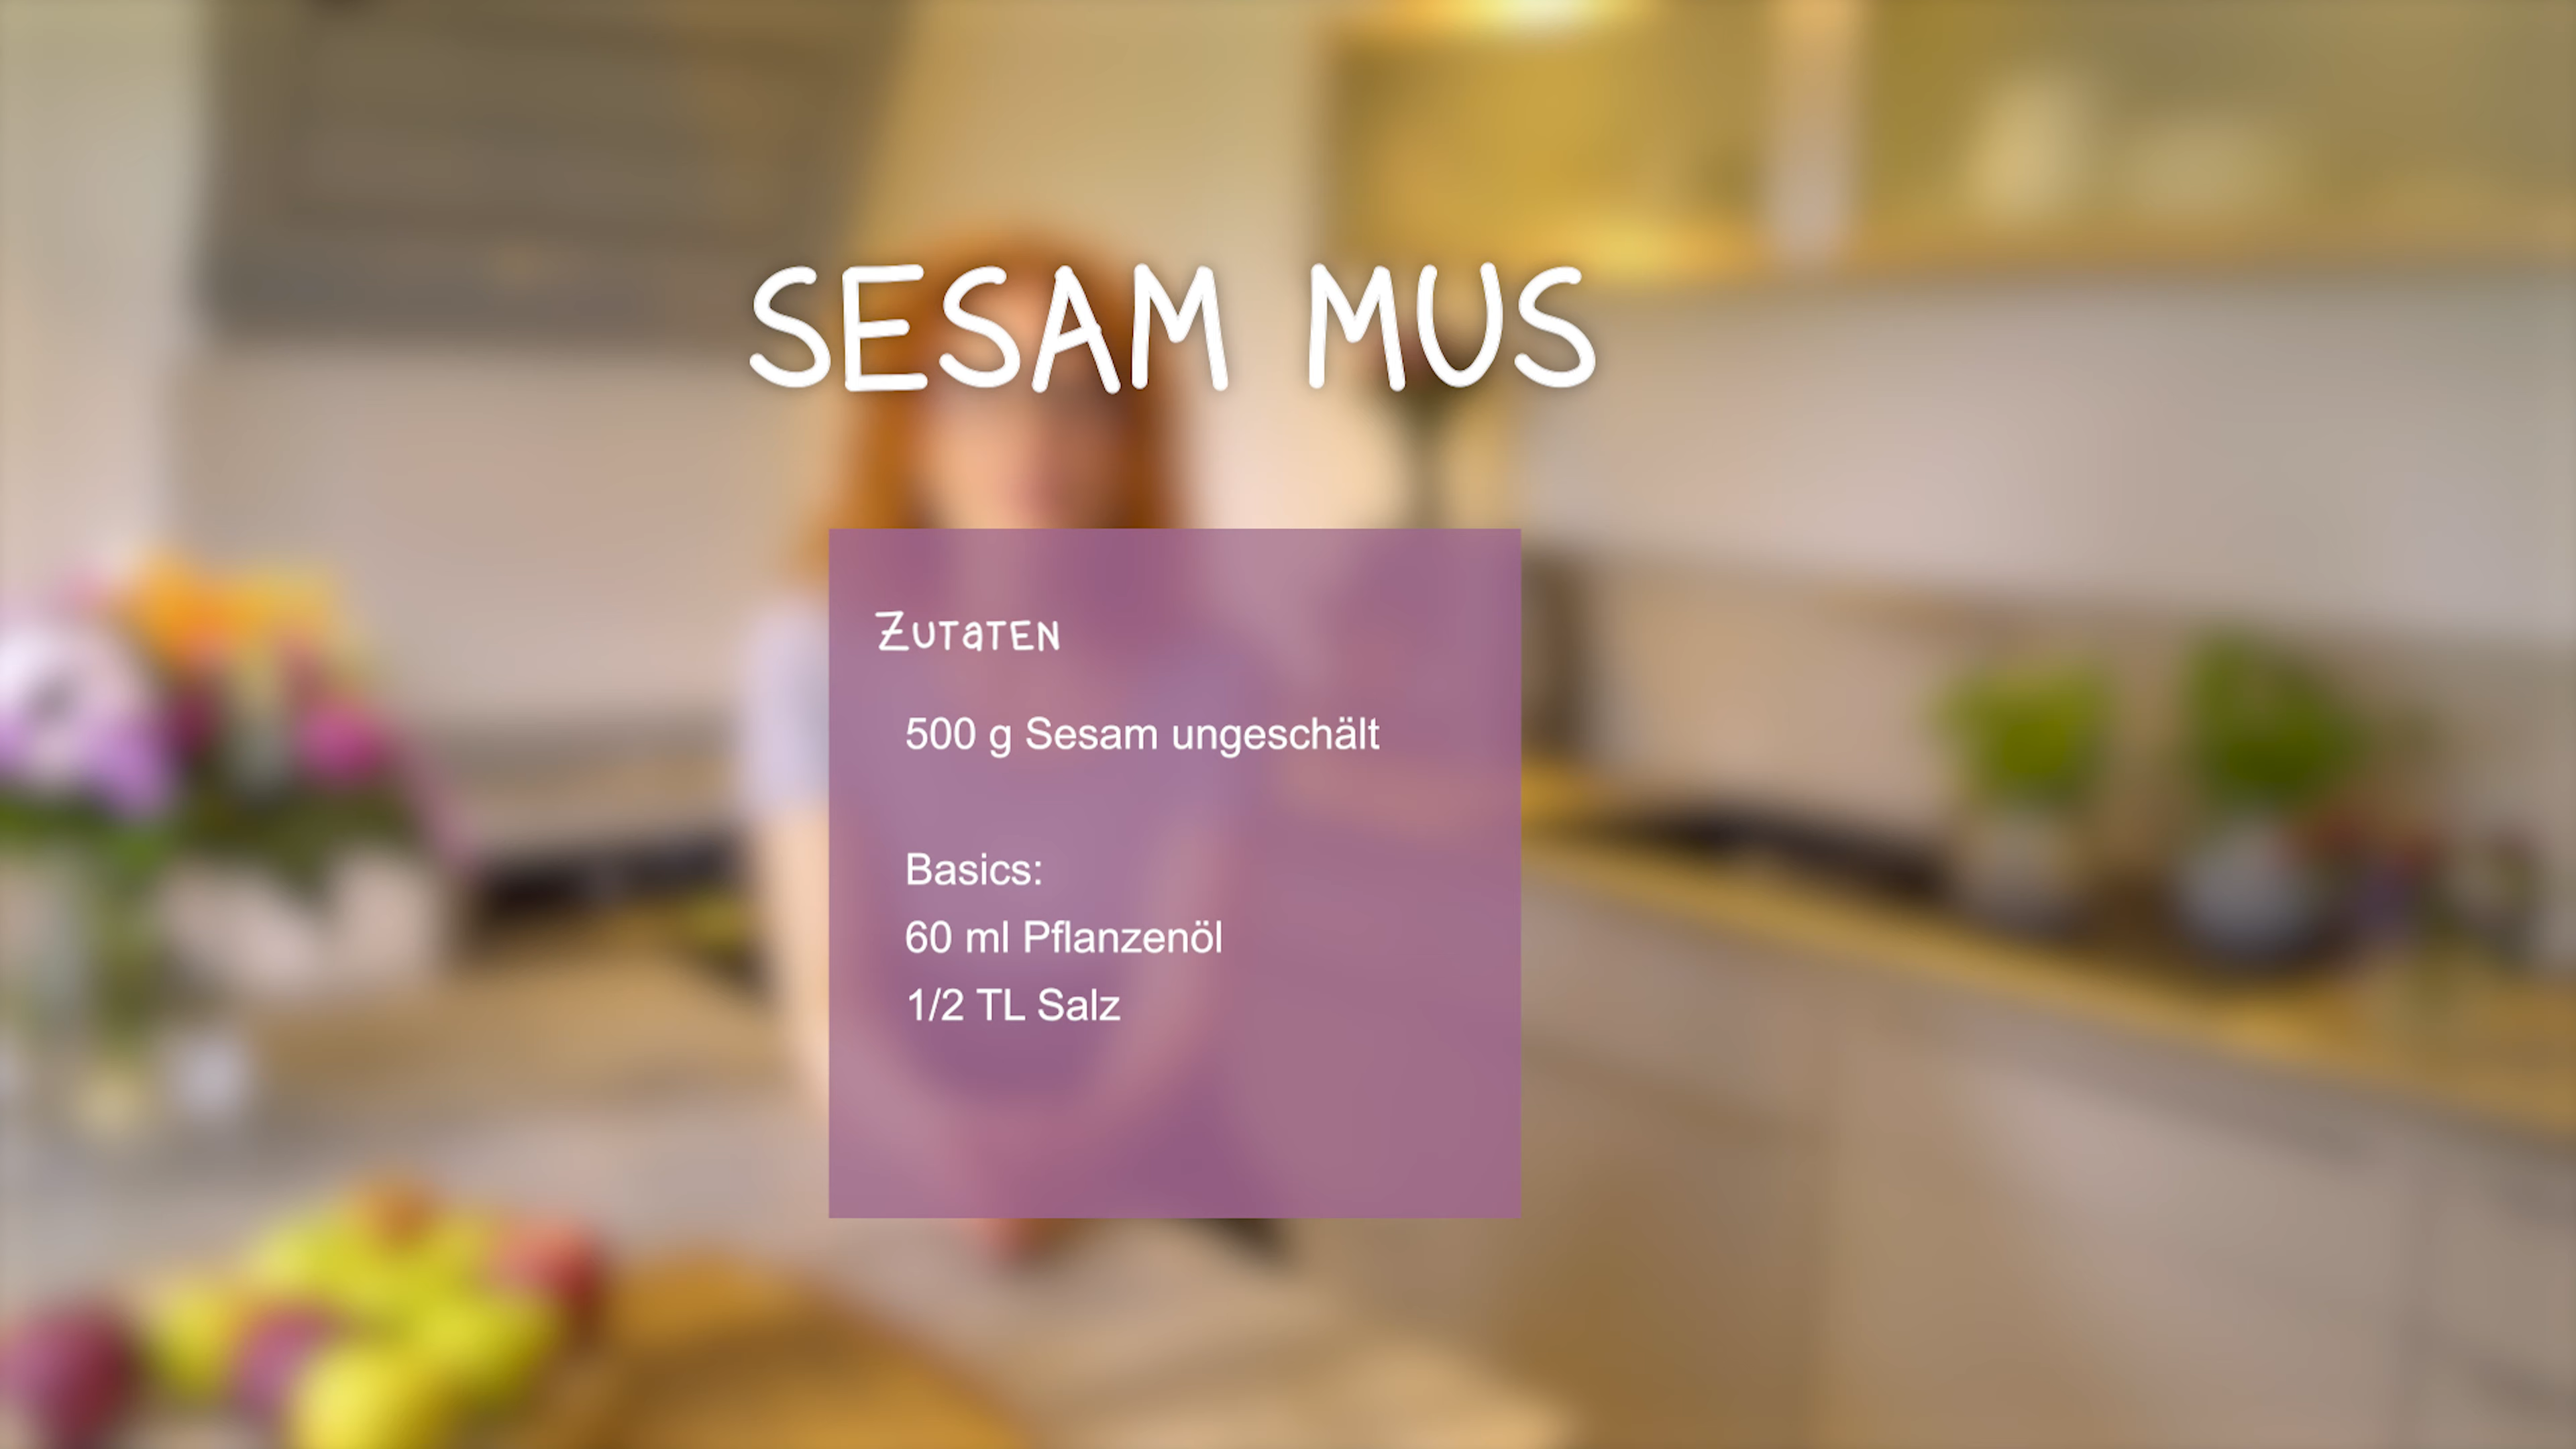 SESAM MUS
ZUTaTEN
500 g Sesam ungeschält
Basics:
60 ml Pflanzenöl
1/2 TL Salz